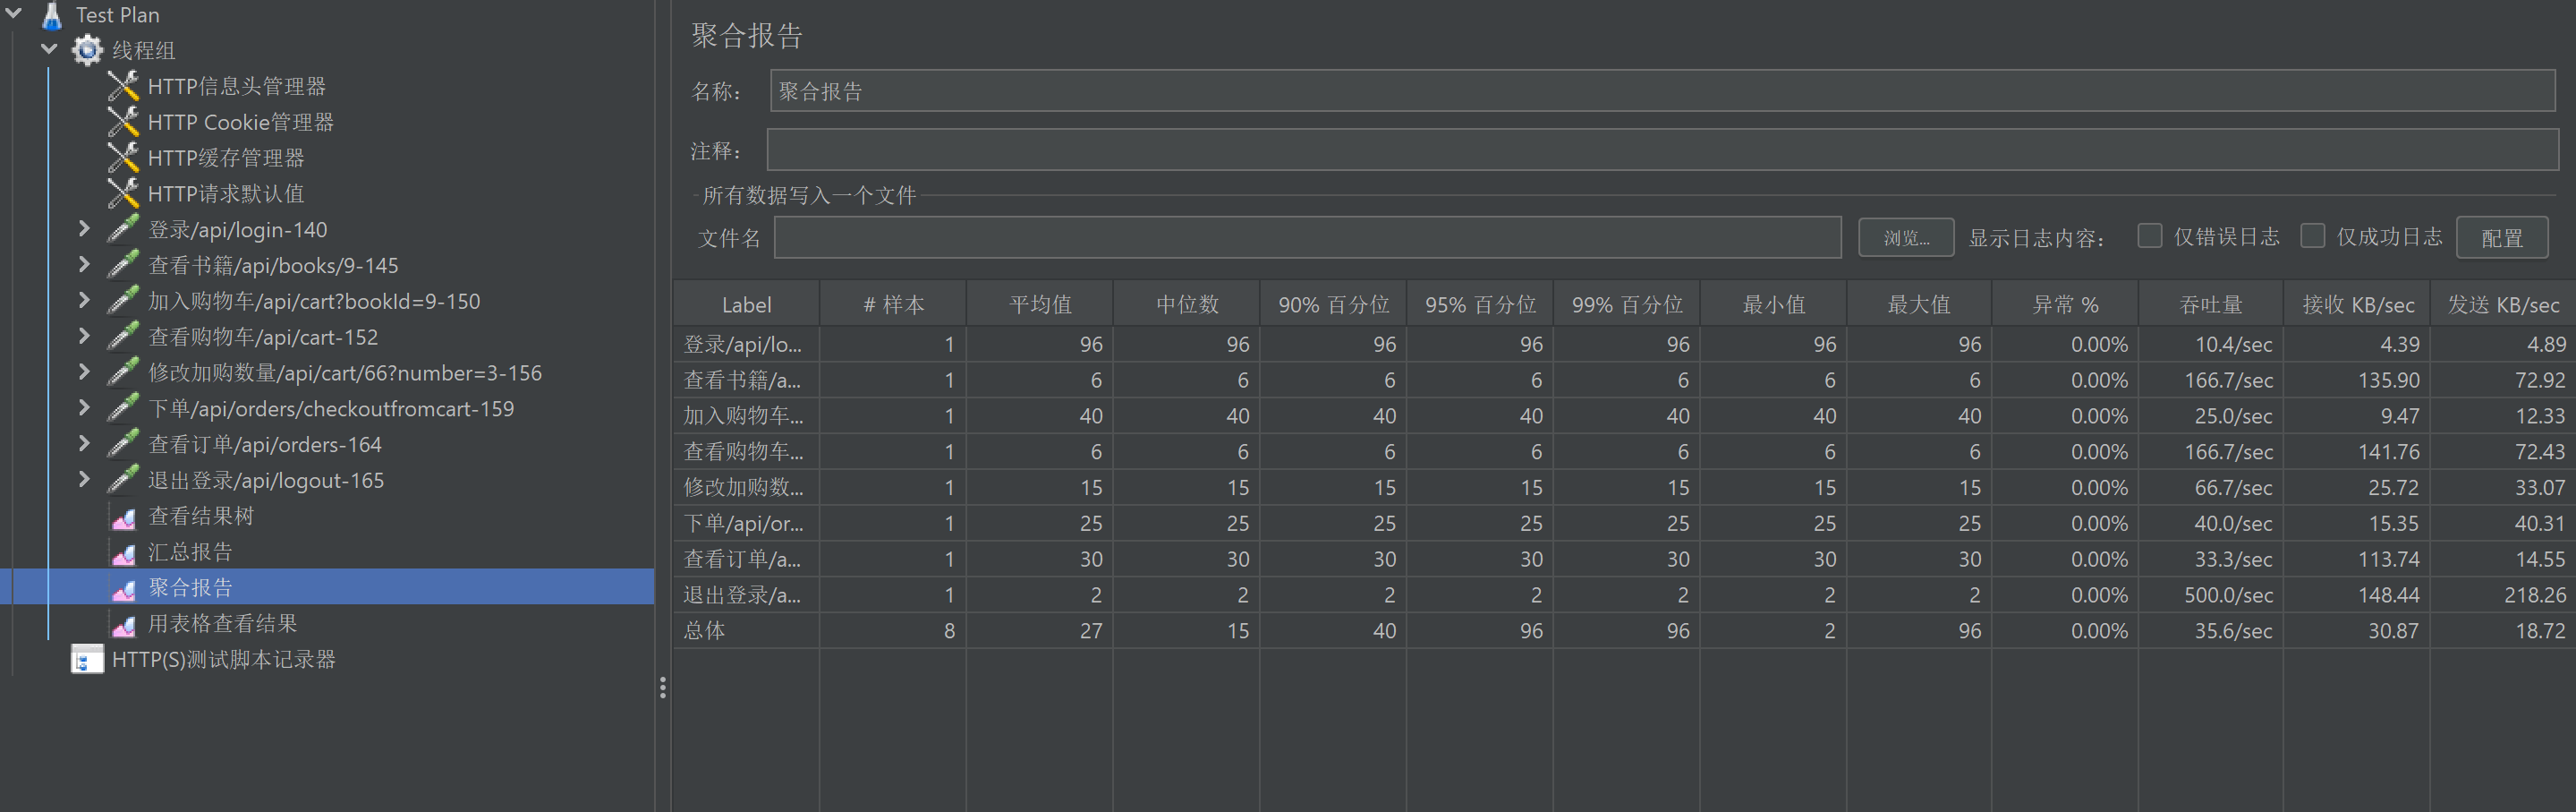 Test Plan
线程组
HTTP信息头管理器
HTTP Cookie管理器
HTTP缓存管理器
HTTP请求默认值
登录/api/login-140
查看书籍/api/books/9-145
加入购物车/api/cart?bookId=9-150
查看购物车/api/cart-152
修改加购数量/api/cart/66?number=3-156
下单/api/orders/checkoutfromcart-159
查看订单/api/orders-164
退出登录/api/logout-165
查看结果树
汇总报告
聚合报告
用表格查看结果
HTTP(S)测试脚本记录器
聚合报告
名称： 聚合报告
注释：
所有数据写入一个文件
文件名 浏览... 显示日志内容： 仅错误日志 仅成功日志 配置
Label # 样本 平均值 中位数 90% 百分位 95% 百分位 99% 百分位 最小值 最大值 异常 % 吞吐量 接收 KB/sec 发送 KB/sec
登录/api/lo... 1 96 96 96 96 96 96 96 0.00% 10.4/sec 4.39 4.89
查看书籍/a... 1 6 6 6 6 6 6 6 0.00% 166.7/sec 135.90 72.92
加入购物车... 1 40 40 40 40 40 40 40 0.00% 25.0/sec 9.47 12.33
查看购物车... 1 6 6 6 6 6 6 6 0.00% 166.7/sec 141.76 72.43
修改加购数... 1 15 15 15 15 15 15 15 0.00% 66.7/sec 25.72 33.07
下单/api/or... 1 25 25 25 25 25 25 25 0.00% 40.0/sec 15.35 40.31
查看订单/a... 1 30 30 30 30 30 30 30 0.00% 33.3/sec 113.74 14.55
退出登录/a... 1 2 2 2 2 2 2 2 0.00% 500.0/sec 148.44 218.26
总体 8 27 15 40 96 96 2 96 0.00% 35.6/sec 30.87 18.72